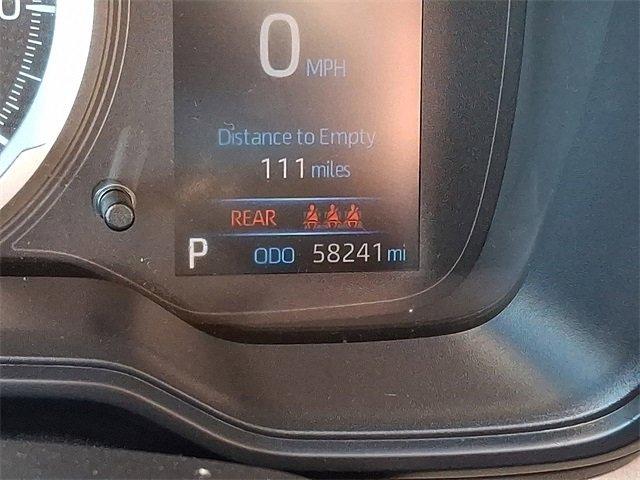 0 MPH
Distance to Empty
111 miles
REAR
P ODO 58241 mi